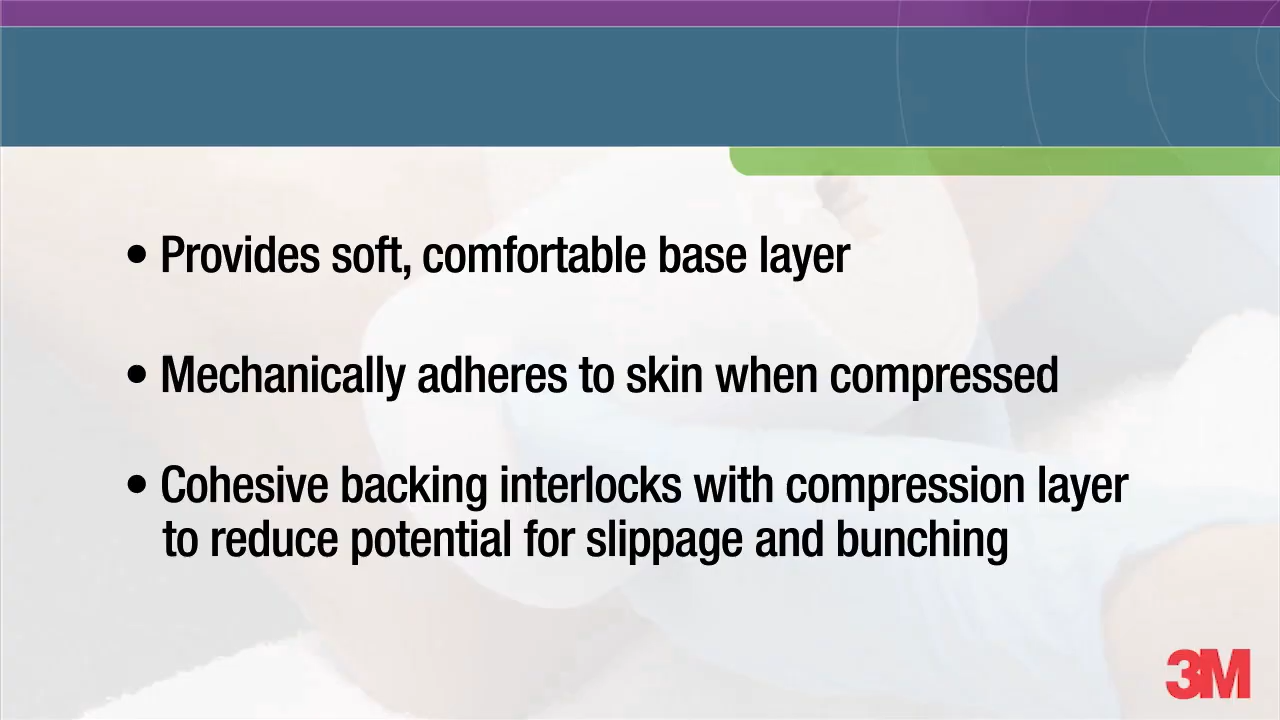 • Provides soft, comfortable base layer
• Mechanically adheres to skin when compressed
• Cohesive backing interlocks with compression layer
to reduce potential for slippage and bunching
3M